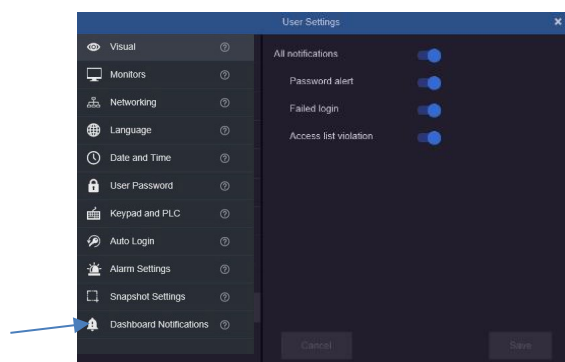 User Settings
Visual
Monitors
Networking
Language
Date and Time
User Password
Keypad and PLC
Auto Login
Alarm Settings
Snapshot Settings
Dashboard Notifications
All notifications
Password alert
Failed login
Access list violation
Cancel
Save